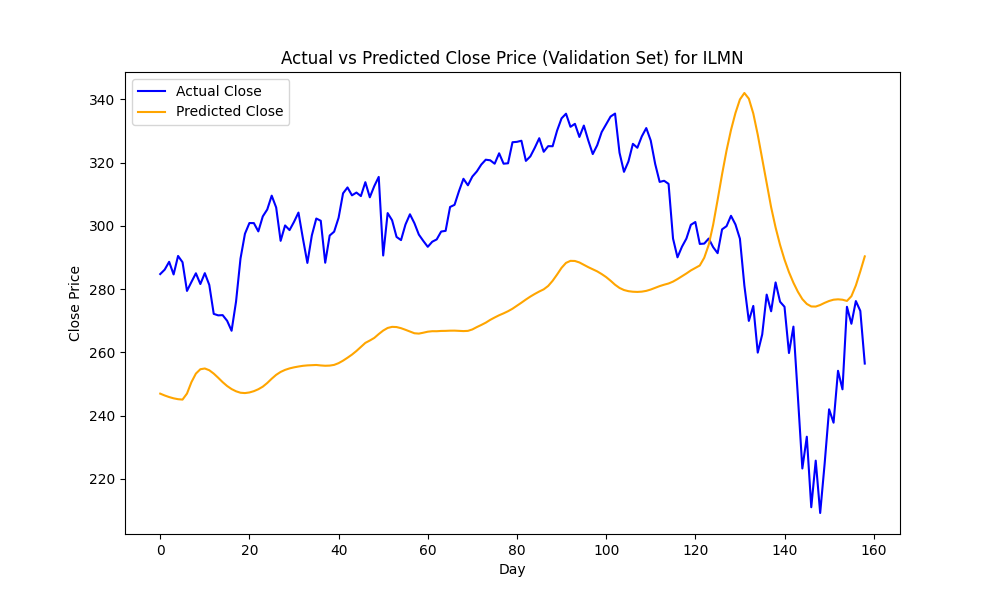 Actual vs Predicted Close Price (Validation Set) for ILMN
Actual Close
Predicted Close
340
320
300
280
260
240
220
Close Price
0 20 40 60 80 100 120 140 160
Day